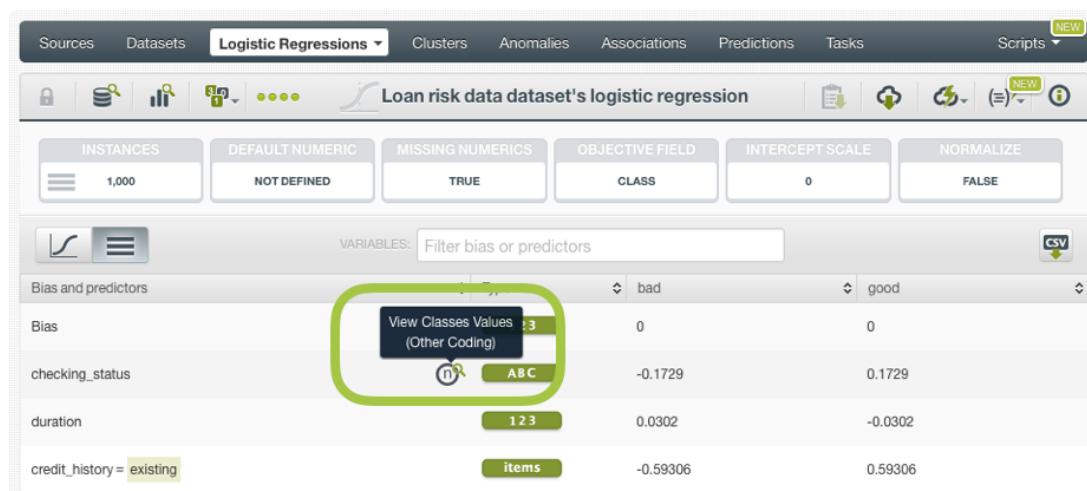 NEW
Sources Datasets Logistic Regressions Clusters Anomalies Associations Predictions Tasks Scripts
NEW
Loan risk data dataset's logistic regression
INSTANCES DEFAULT NUMERIC MISSING NUMERICS OBJECTIVE FIELD INTERCEPT SCALE NORMALIZE
1,000 NOT DEFINED TRUE CLASS 0 FALSE
VARIABLES: Filter bias or predictors CSV
Bias and predictors bad good
View Classes Values
(Other Coding)
Bias 0 0
checking_status n ABC -0.1729 0.1729
duration 123 0.0302 -0.0302
credit_history = existing items -0.59306 0.59306